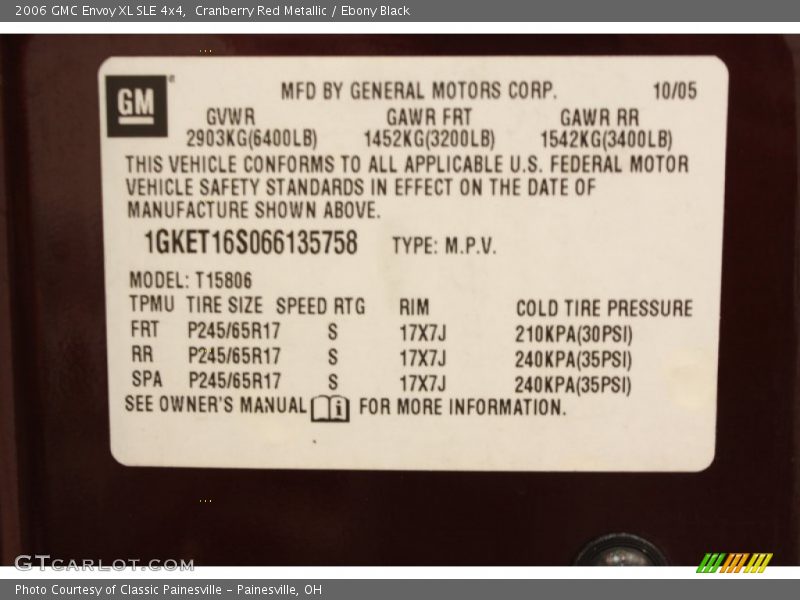 2006 GMC Envoy XL SLE 4x4,  Cranberry Red Metallic / Ebony Black
GM
MFD BY GENERAL MOTORS CORP. 10/05
GVWR GAWR FRT GAWR RR
2903KG(6400LB) 1452KG(3200LB) 1542KG(3400LB)
THIS VEHICLE CONFORMS TO ALL APPLICABLE U.S. FEDERAL MOTOR
VEHICLE SAFETY STANDARDS IN EFFECT ON THE DATE OF
MANUFACTURE SHOWN ABOVE.
1GKET16S066135758 TYPE: M.P.V.
MODEL: T15806
TPMU TIRE SIZE SPEED RTG RIM COLD TIRE PRESSURE
FRT P245/65R17 S 17X7J 210KPA(30PSI)
RR P245/65R17 S 17X7J 240KPA(35PSI)
SPA P245/65R17 S 17X7J 240KPA(35PSI)
SEE OWNER'S MANUAL i FOR MORE INFORMATION.
GTCARLOT.COM
Photo Courtesy of Classic Painesville - Painesville, OH